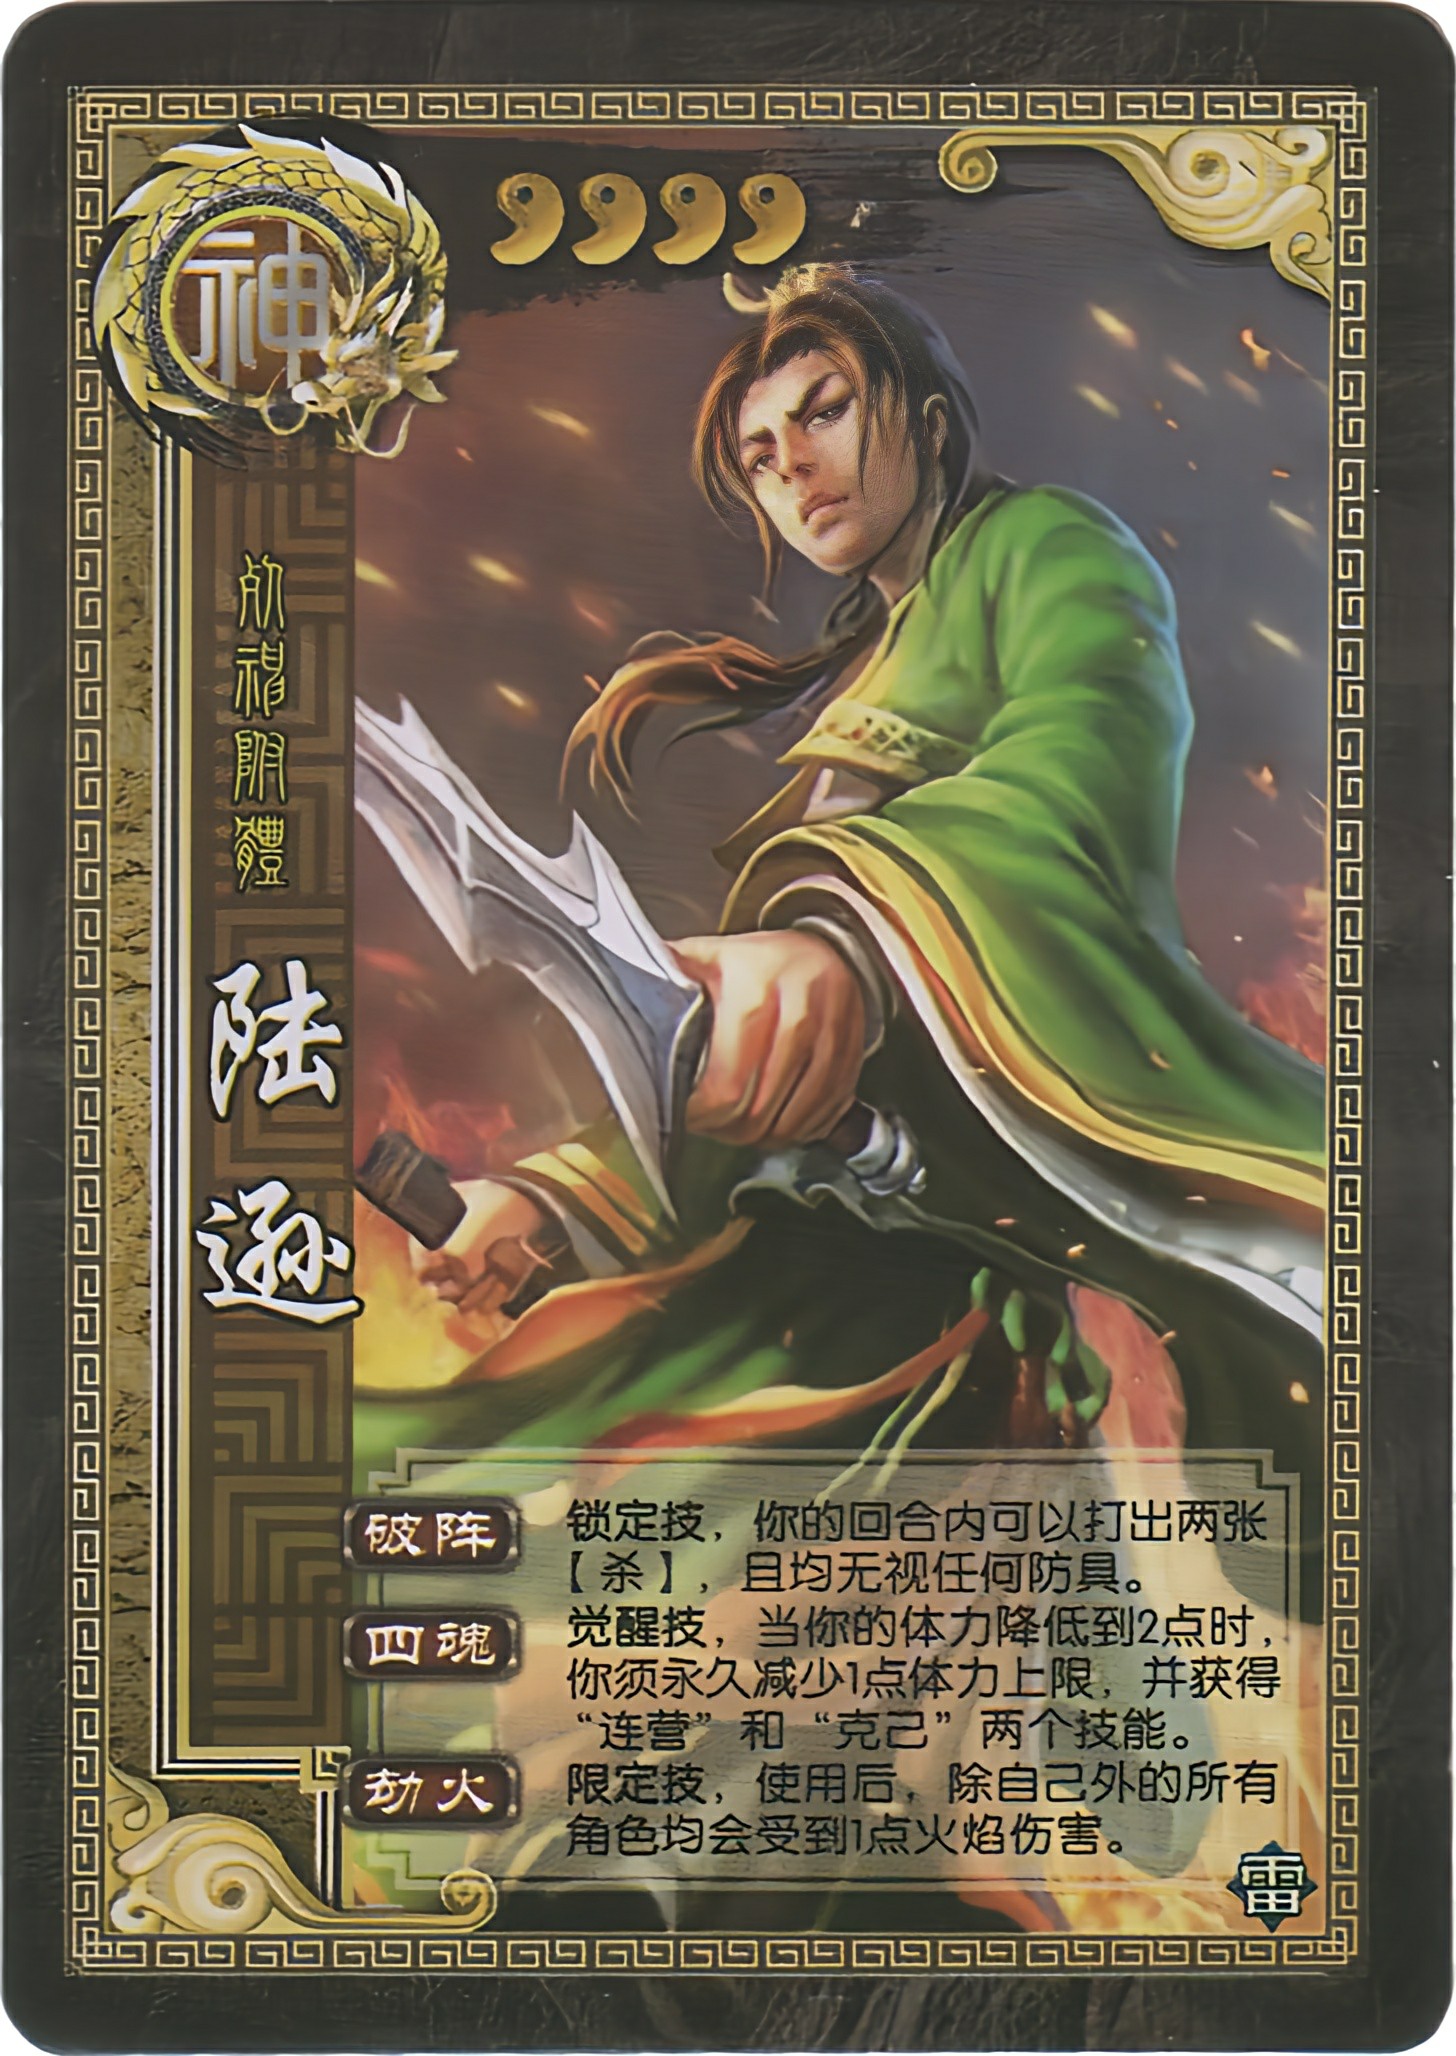 神
陆逊
破阵
锁定技，你的回合内可以打出两张
【杀】，且均无视任何防具。
四魂
觉醒技，当你的体力降低到2点时，
你须永久减少1点体力上限，并获得
“连营”和“克己”两个技能。
劫火
限定技，使用后，除自己外的所有
角色均会受到1点火焰伤害。
雷